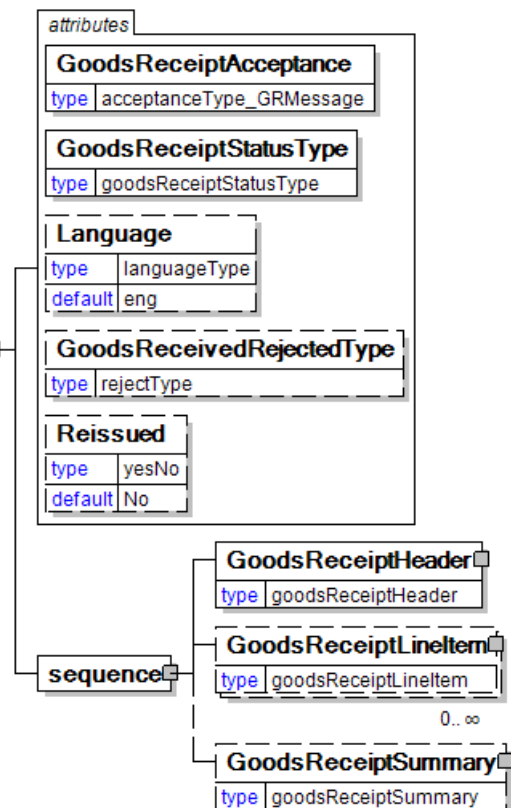 attributes
GoodsReceiptAcceptance
type acceptanceType_GRMessage
GoodsReceiptStatusType
type goodsReceiptStatusType
Language
type languageType
default eng
GoodsReceivedRejectedType
type rejectType
Reissued
type yesNo
default No
GoodsReceiptHeader
type goodsReceiptHeader
GoodsReceiptLineItem
sequence
type goodsReceiptLineItem
0.. ∞
GoodsReceiptSummary
type goodsReceiptSummary